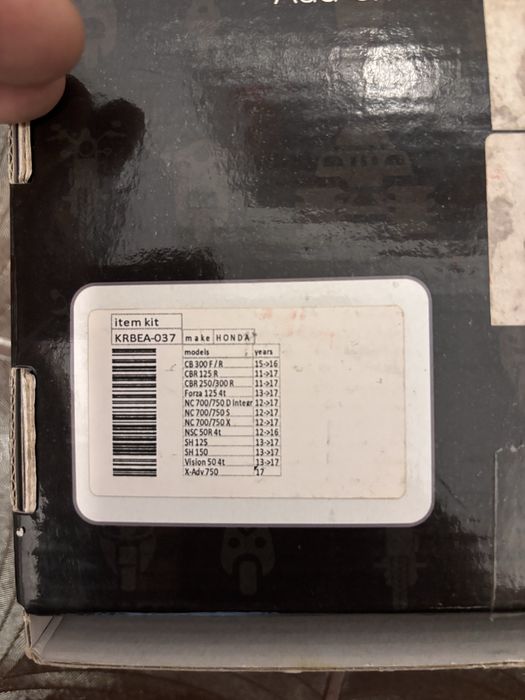 item kit
KRBEA-037 make HONDA
models years
CB 300 F/R 15->16
CBR 125 R 11->17
CBR 250/300 R 11->17
Forza 125 4t 13->17
NC 700/750 D Integr 12->17
NC 700/750 S 12->17
NC 700/750 X 12->17
NSC 50R 4t 12->16
SH 125 13->17
SH 150 13->17
Vision 50 4t 13->17
X-Adv 750 17